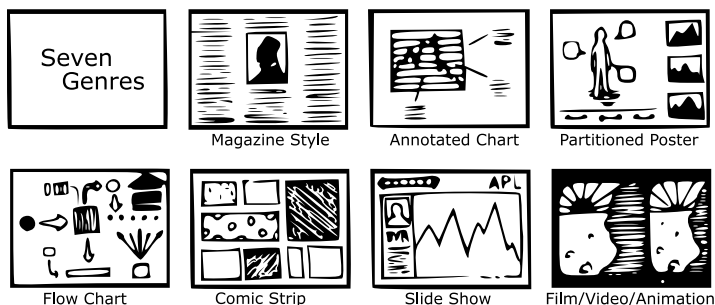 Seven
Genres
Magazine Style
Annotated Chart
Partitioned Poster
APL
Flow Chart
Comic Strip
Slide Show
Film/Video/Animation